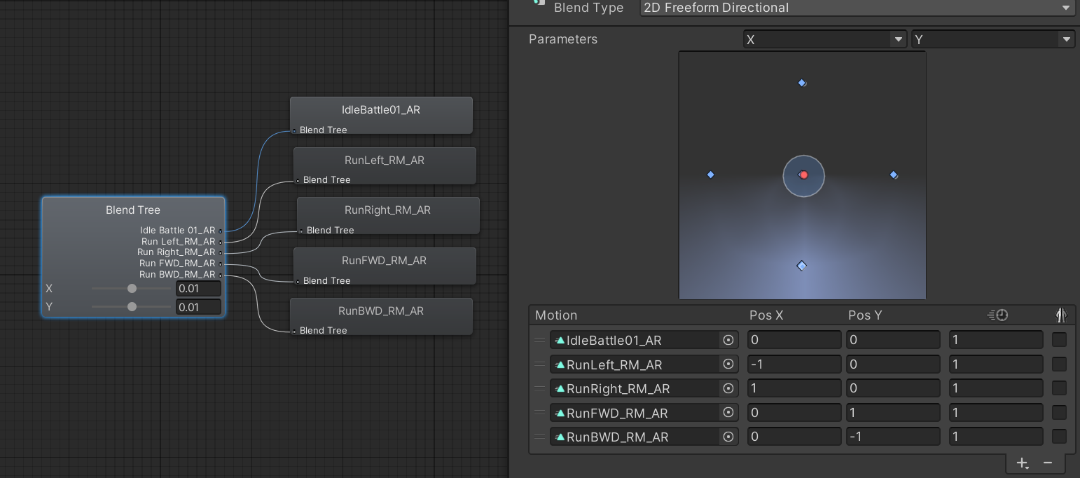 Blend Type 2D Freeform Directional
Parameters X Y
IdleBattle01_AR
Blend Tree
RunLeft_RM_AR
Blend Tree
RunRight_RM_AR
Blend Tree
RunFWD_RM_AR
Blend Tree
RunBWD_RM_AR
Blend Tree
Blend Tree
Idle Battle 01_AR
Run Left_RM_AR
Run Right_RM_AR
Run FWD_RM_AR
Run BWD_RM_AR
X 0.01
Y 0.01
Motion Pos X Pos Y
IdleBattle01_AR 0 0 1
RunLeft_RM_AR -1 0 1
RunRight_RM_AR 1 0 1
RunFWD_RM_AR 0 1 1
RunBWD_RM_AR 0 -1 1